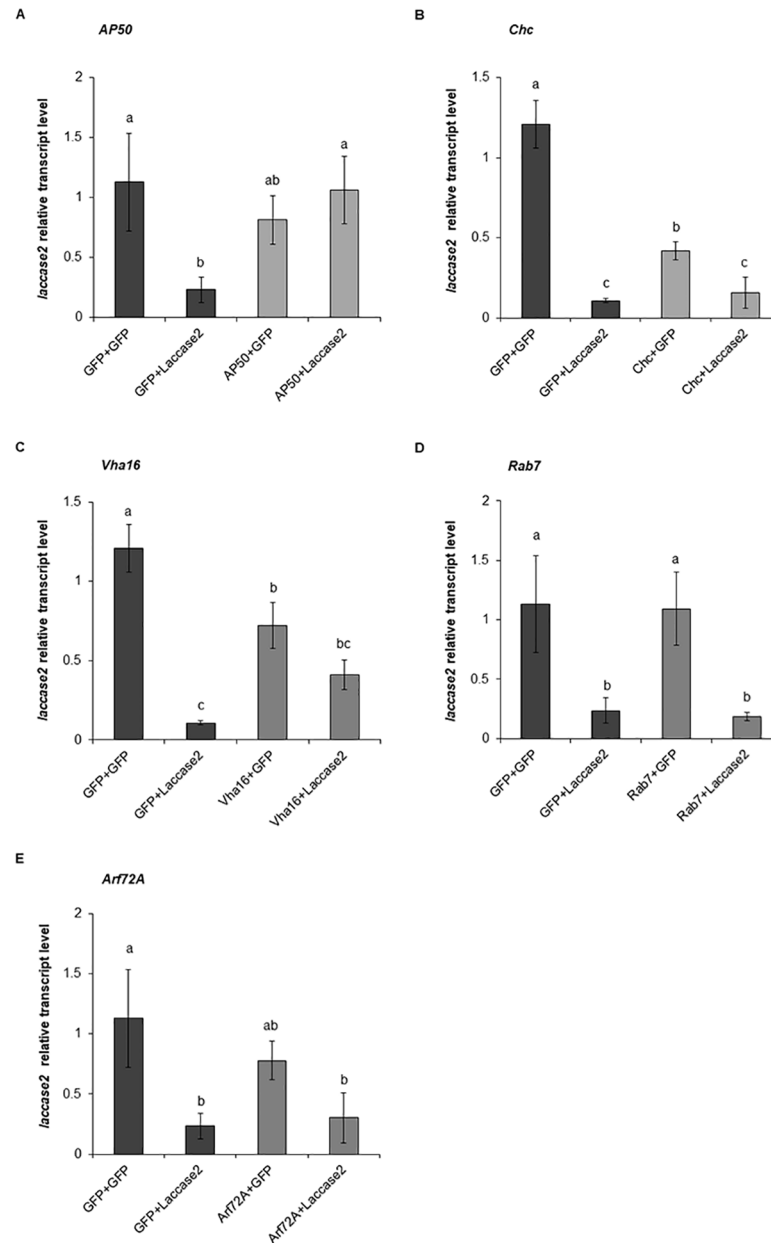 A
AP50
laccase2 relative transcript level
2
1.5
1
0.5
0
a
b
ab
a
GFP+GFP
GFP+Laccase2
AP50+GFP
AP50+Laccase2
B
Chc
laccase2 relative transcript level
1.5
1
0.5
0
a
c
b
c
GFP+GFP
GFP+Laccase2
Chc+GFP
Chc+Laccase2
C
Vha16
laccase2 relative transcript level
1.5
1
0.5
0
a
c
b
bc
GFP+GFP
GFP+Laccase2
Vha16+GFP
Vha16+Laccase2
D
Rab7
laccase2 relative transcript level
2
1.5
1
0.5
0
a
b
a
b
GFP+GFP
GFP+Laccase2
Rab7+GFP
Rab7+Laccase2
E
Arf72A
laccase2 relative transcript level
2
1.5
1
0.5
0
a
b
ab
b
GFP+GFP
GFP+Laccase2
Arf72A+GFP
Arf72A+Laccase2